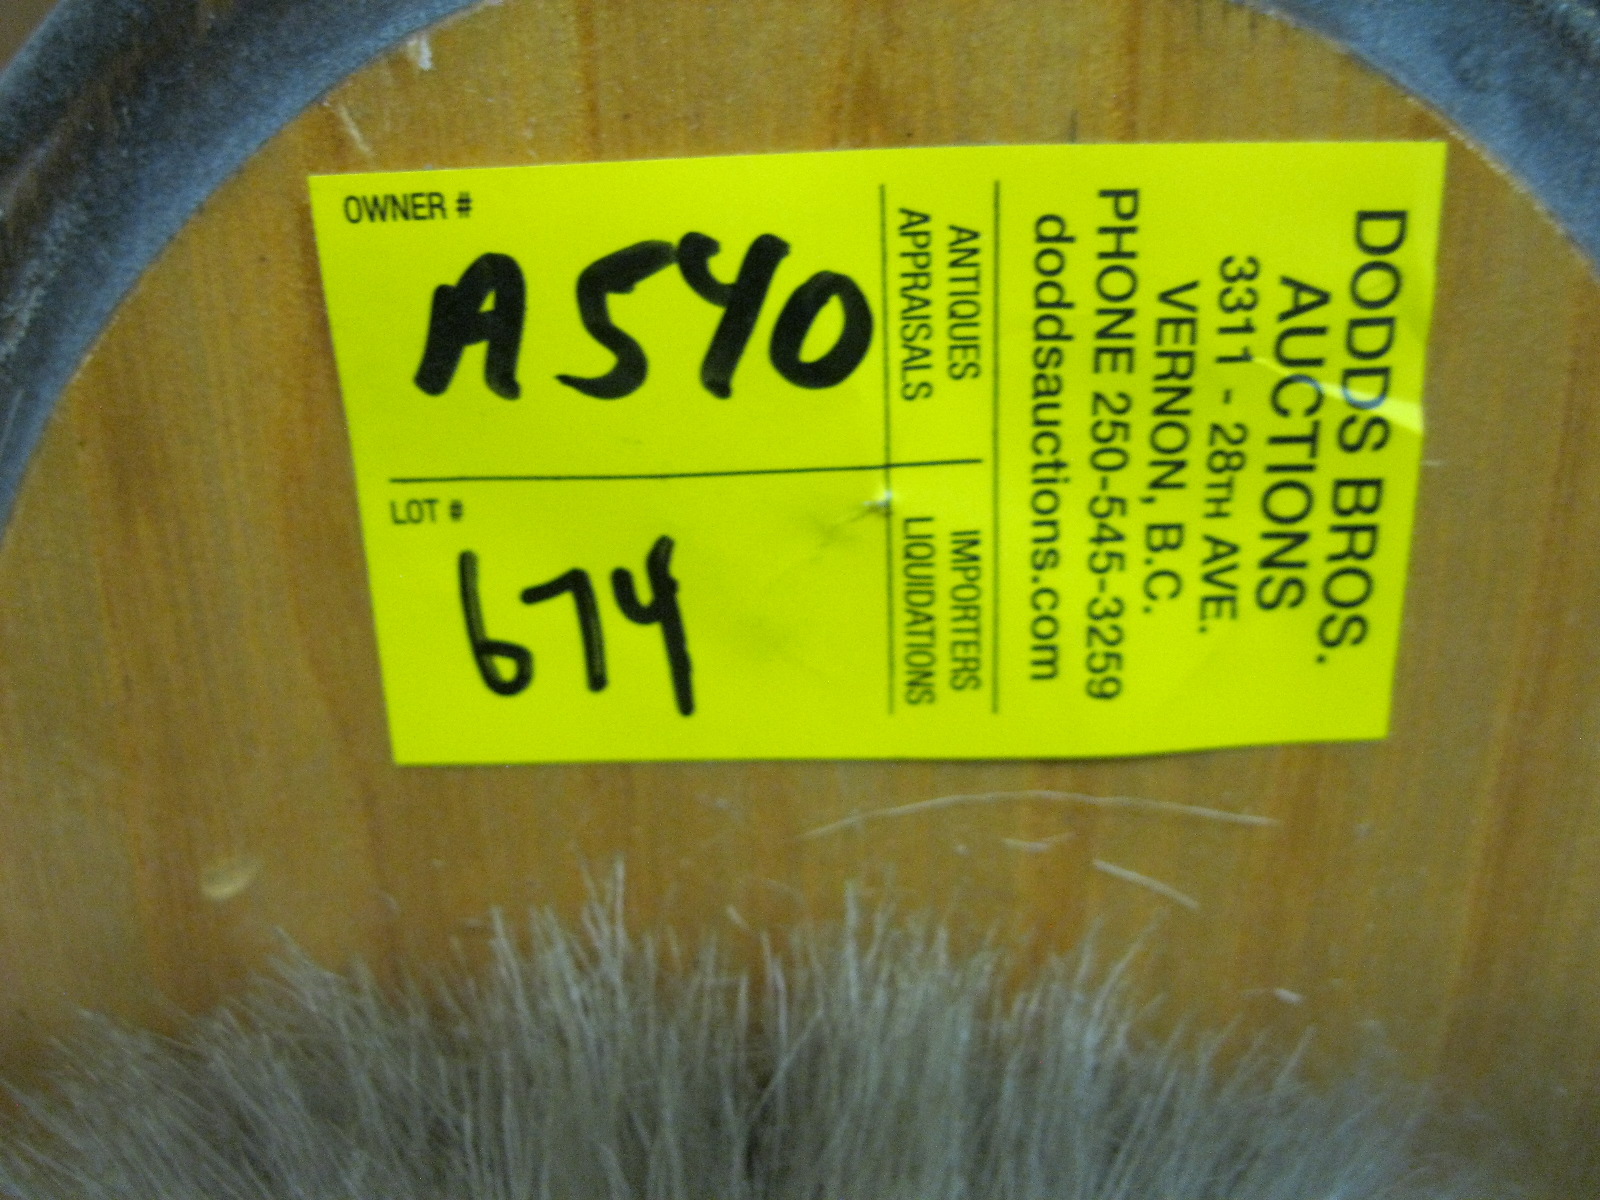 OWNER #
A540
LOT #
674
ANTIQUES
APPRAISALS
IMPORTERS
LIQUIDATIONS
DODDS BROS.
AUCTIONS
3311 - 28TH AVE.
VERNON, B.C.
PHONE 250-545-3259
doddsauctions.com